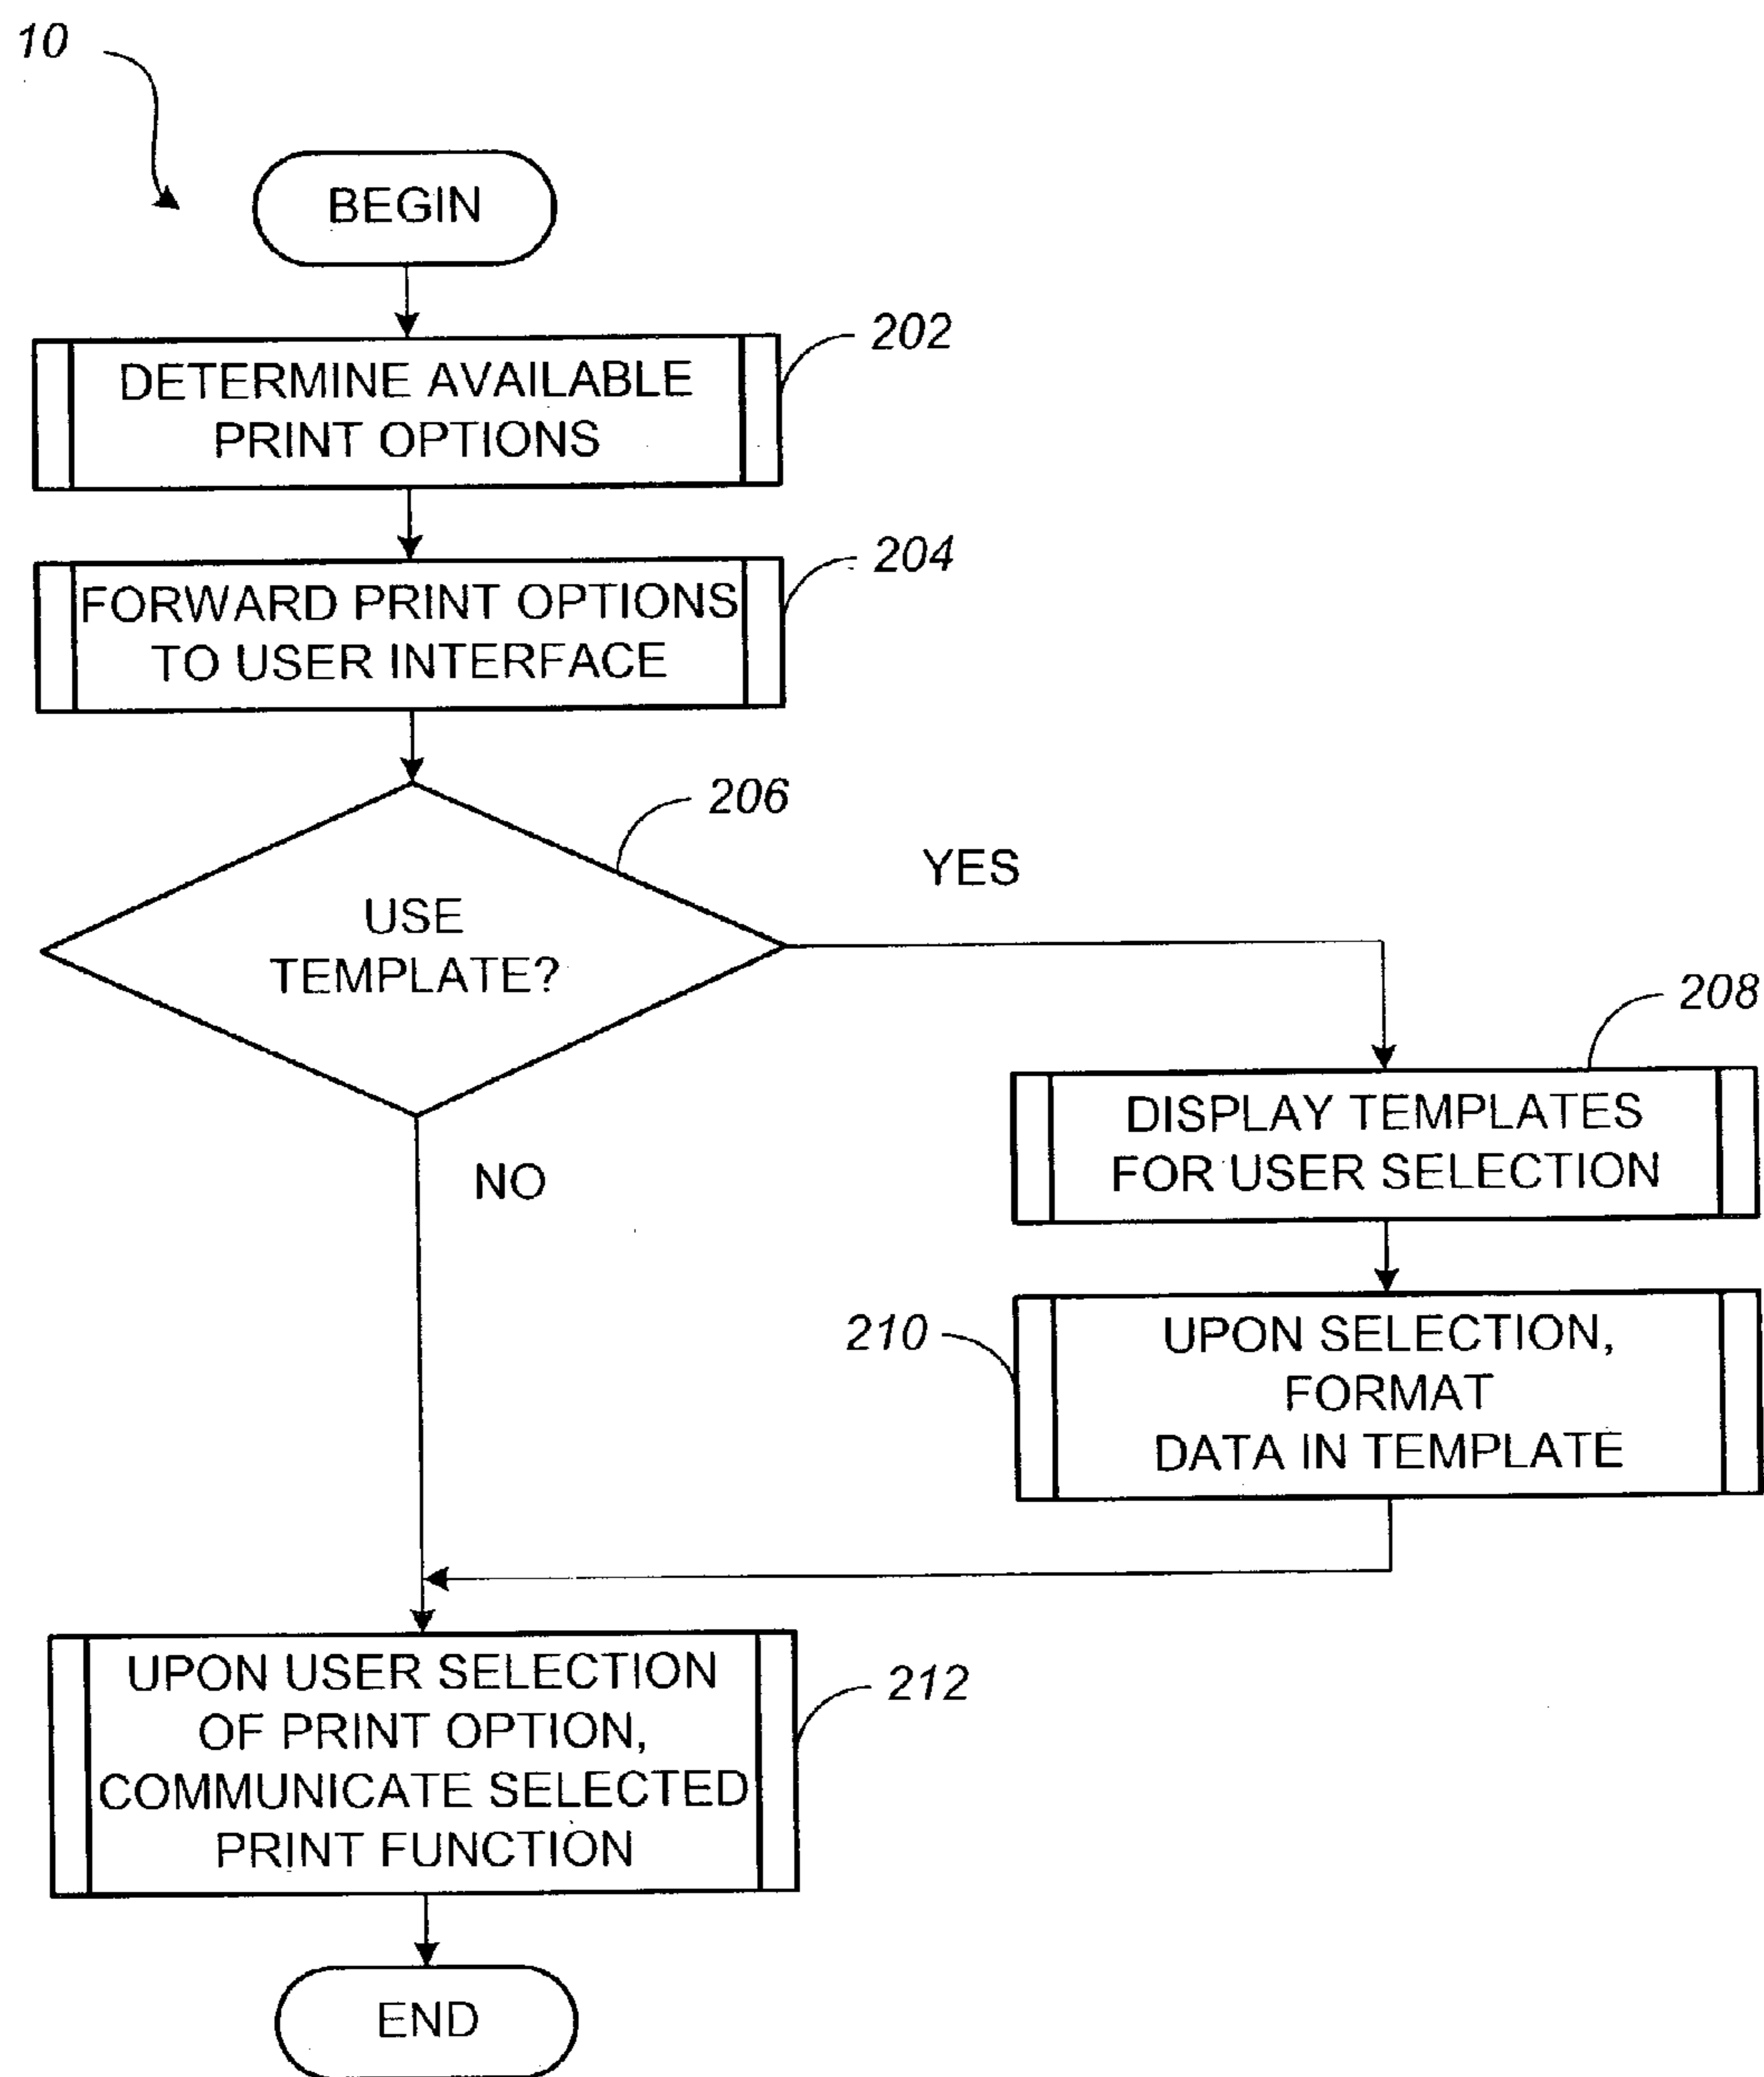 10
BEGIN
202
DETERMINE AVAILABLE
PRINT OPTIONS
204
FORWARD PRINT OPTIONS
TO USER INTERFACE
206
USE
TEMPLATE?
YES
208
DISPLAY TEMPLATES
FOR USER SELECTION
NO
210
UPON SELECTION,
FORMAT
DATA IN TEMPLATE
212
UPON USER SELECTION
OF PRINT OPTION,
COMMUNICATE SELECTED
PRINT FUNCTION
END